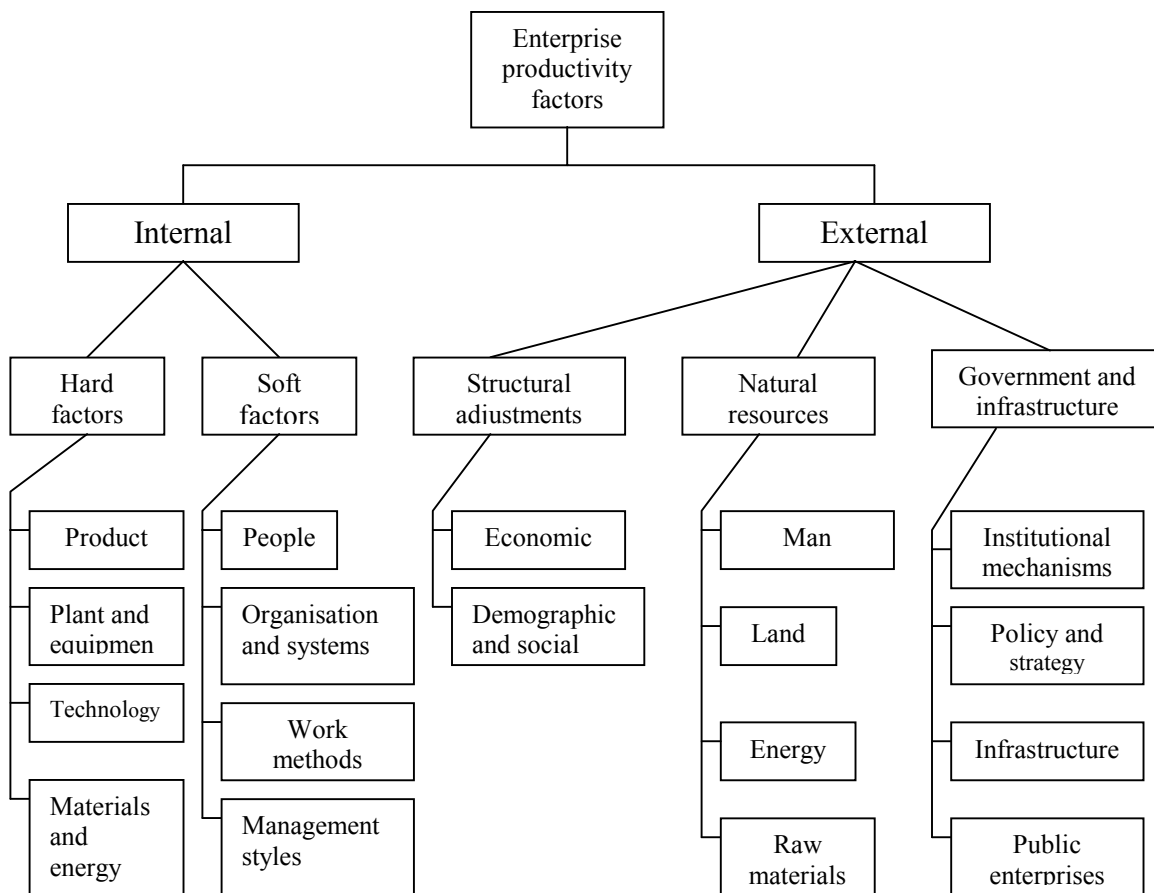 Enterprise
productivity
factors
Internal
External
Hard
factors
Soft
factors
Structural
adjustments
Natural
resources
Government and
infrastructure
Product
Plant and
equipmen
Technology
Materials
and
energy
People
Organisation
and systems
Work
methods
Management
styles
Economic
Demographic
and social
Man
Land
Energy
Raw
materials
Institutional
mechanisms
Policy and
strategy
Infrastructure
Public
enterprises